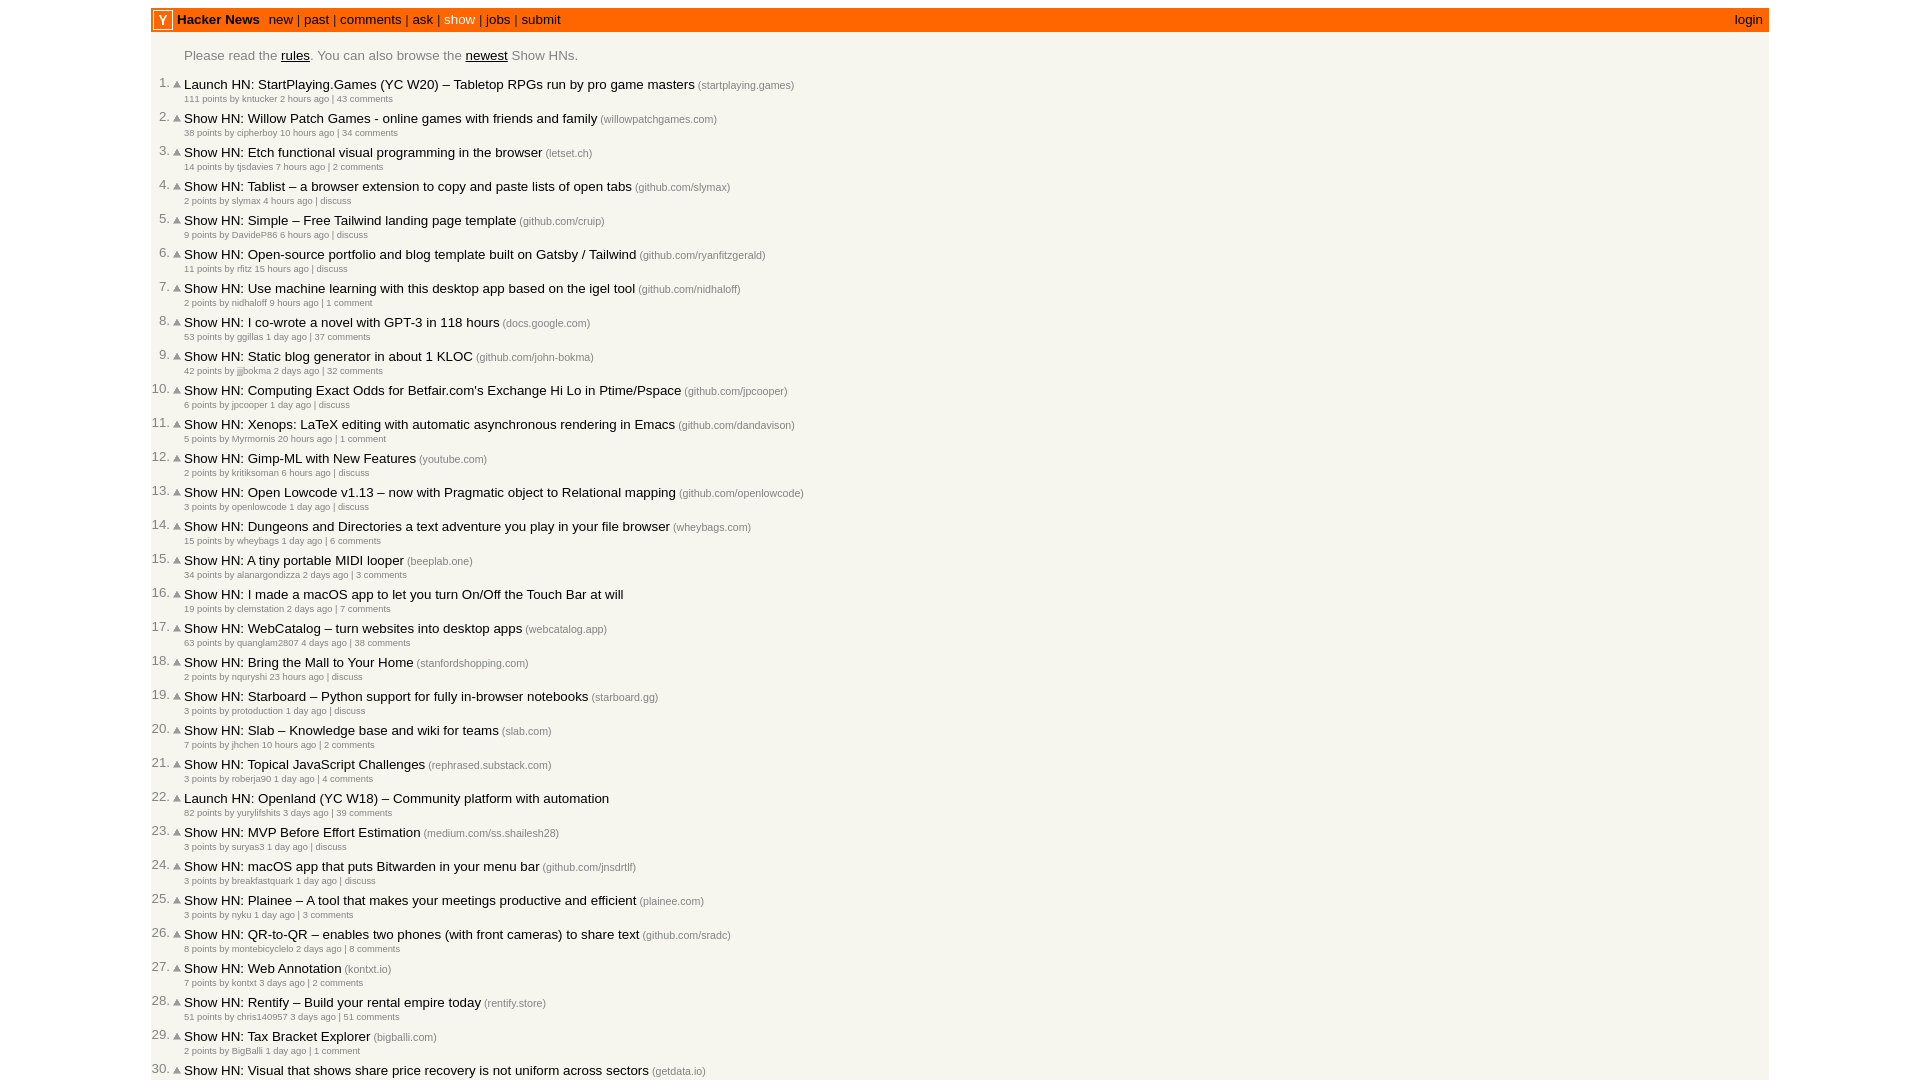 Y Hacker News new | past | comments | ask | show | jobs | submit login
Please read the rules. You can also browse the newest Show HNs.
1. Launch HN: StartPlaying.Games (YC W20) – Tabletop RPGs run by pro game masters (startplaying.games)
111 points by kntucker 2 hours ago | 43 comments
2. Show HN: Willow Patch Games - online games with friends and family (willowpatchgames.com)
38 points by cipherboy 10 hours ago | 34 comments
3. Show HN: Etch functional visual programming in the browser (letset.ch)
14 points by tjsdavies 7 hours ago | 2 comments
4. Show HN: Tablist – a browser extension to copy and paste lists of open tabs (github.com/slymax)
2 points by slymax 4 hours ago | discuss
5. Show HN: Simple – Free Tailwind landing page template (github.com/cruip)
9 points by DavideP86 6 hours ago | discuss
6. Show HN: Open-source portfolio and blog template built on Gatsby / Tailwind (github.com/ryanfitzgerald)
11 points by rfitz 15 hours ago | discuss
7. Show HN: Use machine learning with this desktop app based on the igel tool (github.com/nidhaloff)
2 points by nidhaloff 9 hours ago | 1 comment
8. Show HN: I co-wrote a novel with GPT-3 in 118 hours (docs.google.com)
53 points by ggillas 1 day ago | 37 comments
9. Show HN: Static blog generator in about 1 KLOC (github.com/john-bokma)
42 points by jjjbokma 2 days ago | 32 comments
10. Show HN: Computing Exact Odds for Betfair.com's Exchange Hi Lo in Ptime/Pspace (github.com/jpcooper)
6 points by jpcooper 1 day ago | discuss
11. Show HN: Xenops: LaTeX editing with automatic asynchronous rendering in Emacs (github.com/dandavison)
5 points by Myrmornis 20 hours ago | 1 comment
12. Show HN: Gimp-ML with New Features (youtube.com)
2 points by kritiksoman 6 hours ago | discuss
13. Show HN: Open Lowcode v1.13 – now with Pragmatic object to Relational mapping (github.com/openlowcode)
3 points by openlowcode 1 day ago | discuss
14. Show HN: Dungeons and Directories a text adventure you play in your file browser (wheybags.com)
15 points by wheybags 1 day ago | 6 comments
15. Show HN: A tiny portable MIDI looper (beeplab.one)
34 points by alanargondizza 2 days ago | 3 comments
16. Show HN: I made a macOS app to let you turn On/Off the Touch Bar at will
19 points by clemstation 2 days ago | 7 comments
17. Show HN: WebCatalog – turn websites into desktop apps (webcatalog.app)
63 points by quanglam2807 4 days ago | 38 comments
18. Show HN: Bring the Mall to Your Home (stanfordshopping.com)
2 points by nquryshi 23 hours ago | discuss
19. Show HN: Starboard – Python support for fully in-browser notebooks (starboard.gg)
3 points by protoduction 1 day ago | discuss
20. Show HN: Slab – Knowledge base and wiki for teams (slab.com)
7 points by jhchen 10 hours ago | 2 comments
21. Show HN: Topical JavaScript Challenges (rephrased.substack.com)
3 points by roberja90 1 day ago | 4 comments
22. Launch HN: Openland (YC W18) – Community platform with automation
82 points by yurylifshits 3 days ago | 39 comments
23. Show HN: MVP Before Effort Estimation (medium.com/ss.shailesh28)
3 points by suryas3 1 day ago | discuss
24. Show HN: macOS app that puts Bitwarden in your menu bar (github.com/jnsdrtlf)
3 points by breakfastquark 1 day ago | discuss
25. Show HN: Plainee – A tool that makes your meetings productive and efficient (plainee.com)
3 points by nyku 1 day ago | 3 comments
26. Show HN: QR-to-QR – enables two phones (with front cameras) to share text (github.com/sradc)
8 points by montebicyclelo 2 days ago | 8 comments
27. Show HN: Web Annotation (kontxt.io)
7 points by kontxt 3 days ago | 2 comments
28. Show HN: Rentify – Build your rental empire today (rentify.store)
51 points by chris140957 3 days ago | 51 comments
29. Show HN: Tax Bracket Explorer (bigballi.com)
2 points by BigBalli 1 day ago | 1 comment
30. Show HN: Visual that shows share price recovery is not uniform across sectors (getdata.io)